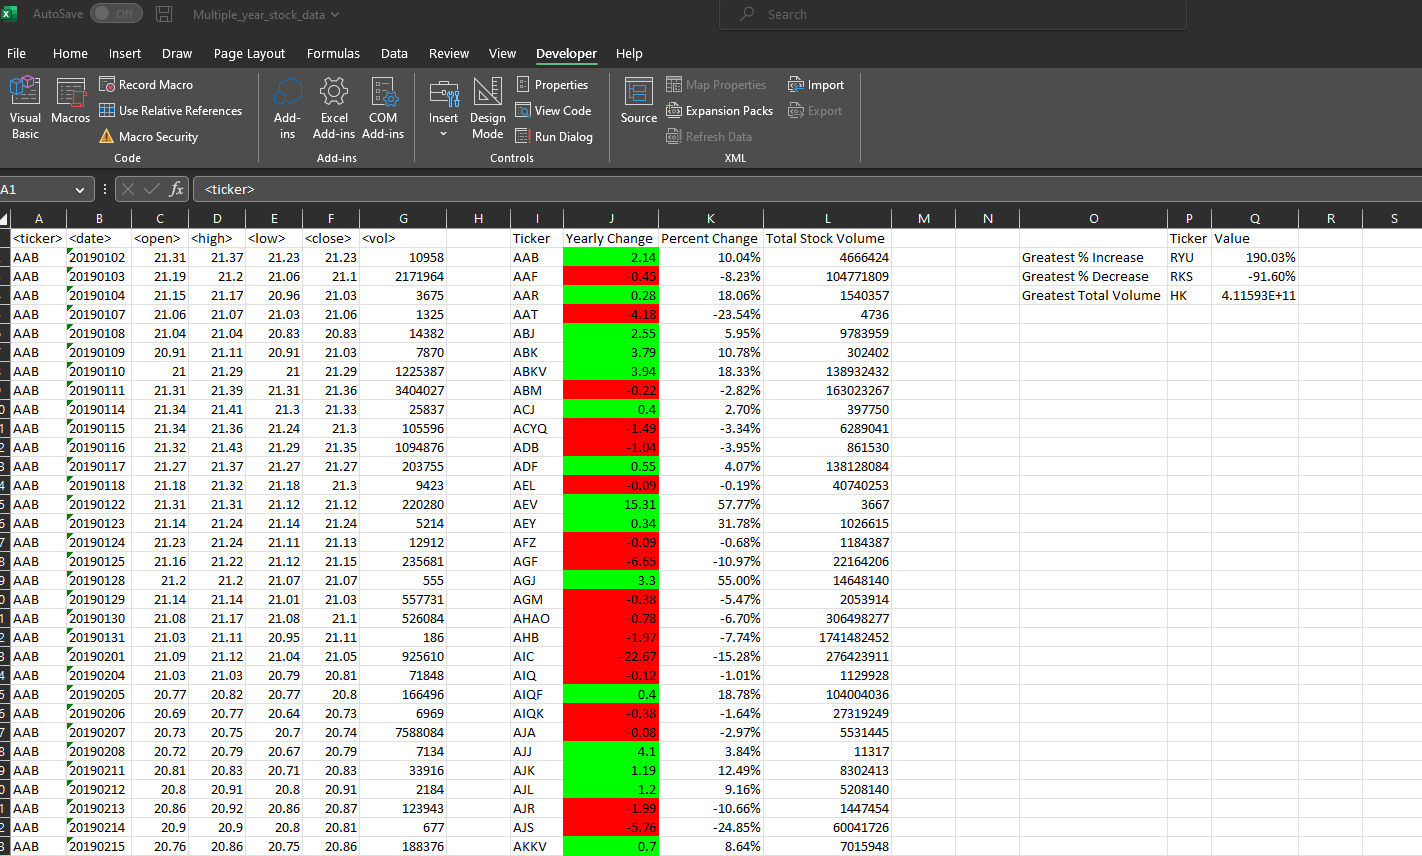 AutoSave Off Multiple_year_stock_data Search
File Home Insert Draw Page Layout Formulas Data Review View Developer Help
Visual Basic
Macros
Record Macro
Use Relative References
Macro Security
Code
Add-ins
Excel Add-ins
COM Add-ins
Add-ins
Insert
Design Mode
Properties
View Code
Run Dialog
Controls
Source
Map Properties
Expansion Packs
Refresh Data
Import
Export
XML
A1 fx <ticker>
A B C D E F G H I J K L M N O P Q R S
<ticker> <date> <open> <high> <low> <close> <vol> Ticker Yearly Change Percent Change Total Stock Volume Ticker Value
AAB 20190102 21.31 21.37 21.23 21.23 10958 AAB 2.14 10.04% 4666424 Greatest % Increase RYU 190.03%
AAB 20190103 21.19 21.2 21.06 21.1 2171964 AAF -0.45 -8.23% 104771809 Greatest % Decrease RKS -91.60%
AAB 20190104 21.15 21.17 20.96 21.03 3675 AAR 0.28 18.06% 1540357 Greatest Total Volume HK 4.11593E+11
AAB 20190107 21.06 21.07 21.03 21.06 1325 AAT -4.18 -23.54% 4736
AAB 20190108 21.04 21.04 20.83 20.83 14382 ABJ 2.55 5.95% 9783959
AAB 20190109 20.91 21.11 20.91 21.03 7870 ABK 3.79 10.78% 302402
AAB 20190110 21 21.29 21 21.29 1225387 ABKV 3.94 18.33% 138932432
AAB 20190111 21.31 21.39 21.31 21.36 3404027 ABM -0.22 -2.82% 163023267
AAB 20190114 21.34 21.41 21.3 21.33 25837 ACJ 0.4 2.70% 397750
AAB 20190115 21.34 21.36 21.24 21.3 105596 ACYQ -1.49 -3.34% 6289041
AAB 20190116 21.32 21.43 21.29 21.35 1094876 ADB -1.04 -3.95% 861530
AAB 20190117 21.27 21.37 21.27 21.27 203755 ADF 0.55 4.07% 138128084
AAB 20190118 21.18 21.32 21.18 21.3 9423 AEL -0.09 -0.19% 40740253
AAB 20190122 21.31 21.31 21.12 21.12 220280 AEV 15.31 57.77% 3667
AAB 20190123 21.14 21.24 21.14 21.24 5214 AEY 0.34 31.78% 1026615
AAB 20190124 21.23 21.24 21.11 21.13 12912 AFZ -0.09 -0.68% 1184387
AAB 20190125 21.16 21.22 21.12 21.15 235681 AGF -6.65 -10.97% 22164206
AAB 20190128 21.2 21.2 21.07 21.07 555 AGJ 3.3 55.00% 14648140
AAB 20190129 21.14 21.14 21.01 21.03 557731 AGM -0.38 -5.47% 2053914
AAB 20190130 21.08 21.17 21.08 21.1 526084 AHAO -0.78 -6.70% 306498277
AAB 20190131 21.03 21.11 20.95 21.11 186 AHB -1.97 -7.74% 1741482452
AAB 20190201 21.09 21.12 21.04 21.05 925610 AIC -22.67 -15.28% 276423911
AAB 20190204 21.03 21.03 20.79 20.81 71848 AIQ -0.12 -1.01% 1129928
AAB 20190205 20.77 20.82 20.77 20.8 166496 AIQF 0.4 18.78% 104004036
AAB 20190206 20.69 20.77 20.64 20.73 6969 AIQK -0.38 -1.64% 27319249
AAB 20190207 20.73 20.75 20.7 20.74 7588084 AJA -0.08 -2.97% 5531445
AAB 20190208 20.72 20.79 20.67 20.79 7134 AJJ 4.1 3.84% 11317
AAB 20190211 20.81 20.83 20.71 20.83 33916 AJK 1.19 12.49% 8302413
AAB 20190212 20.8 20.91 20.8 20.91 2184 AJL 1.2 9.16% 5208140
AAB 20190213 20.86 20.92 20.86 20.87 123943 AJR -1.99 -10.66% 1447454
AAB 20190214 20.9 20.9 20.8 20.81 677 AJS -5.76 -24.85% 60041726
AAB 20190215 20.76 20.86 20.75 20.86 188376 AKKV 0.7 8.64% 7015948